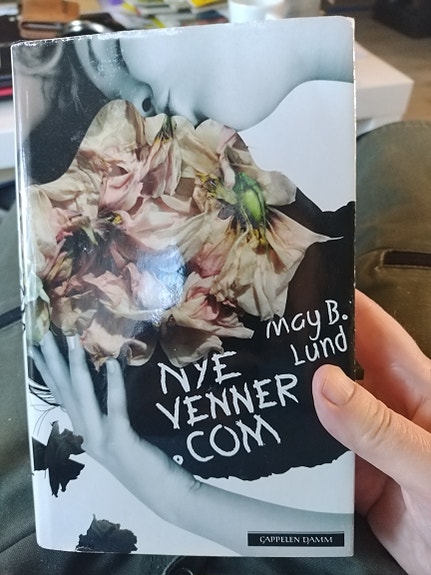 May B.
Lund
NYE
VENNER
.COM
CAPPELEN DAMM